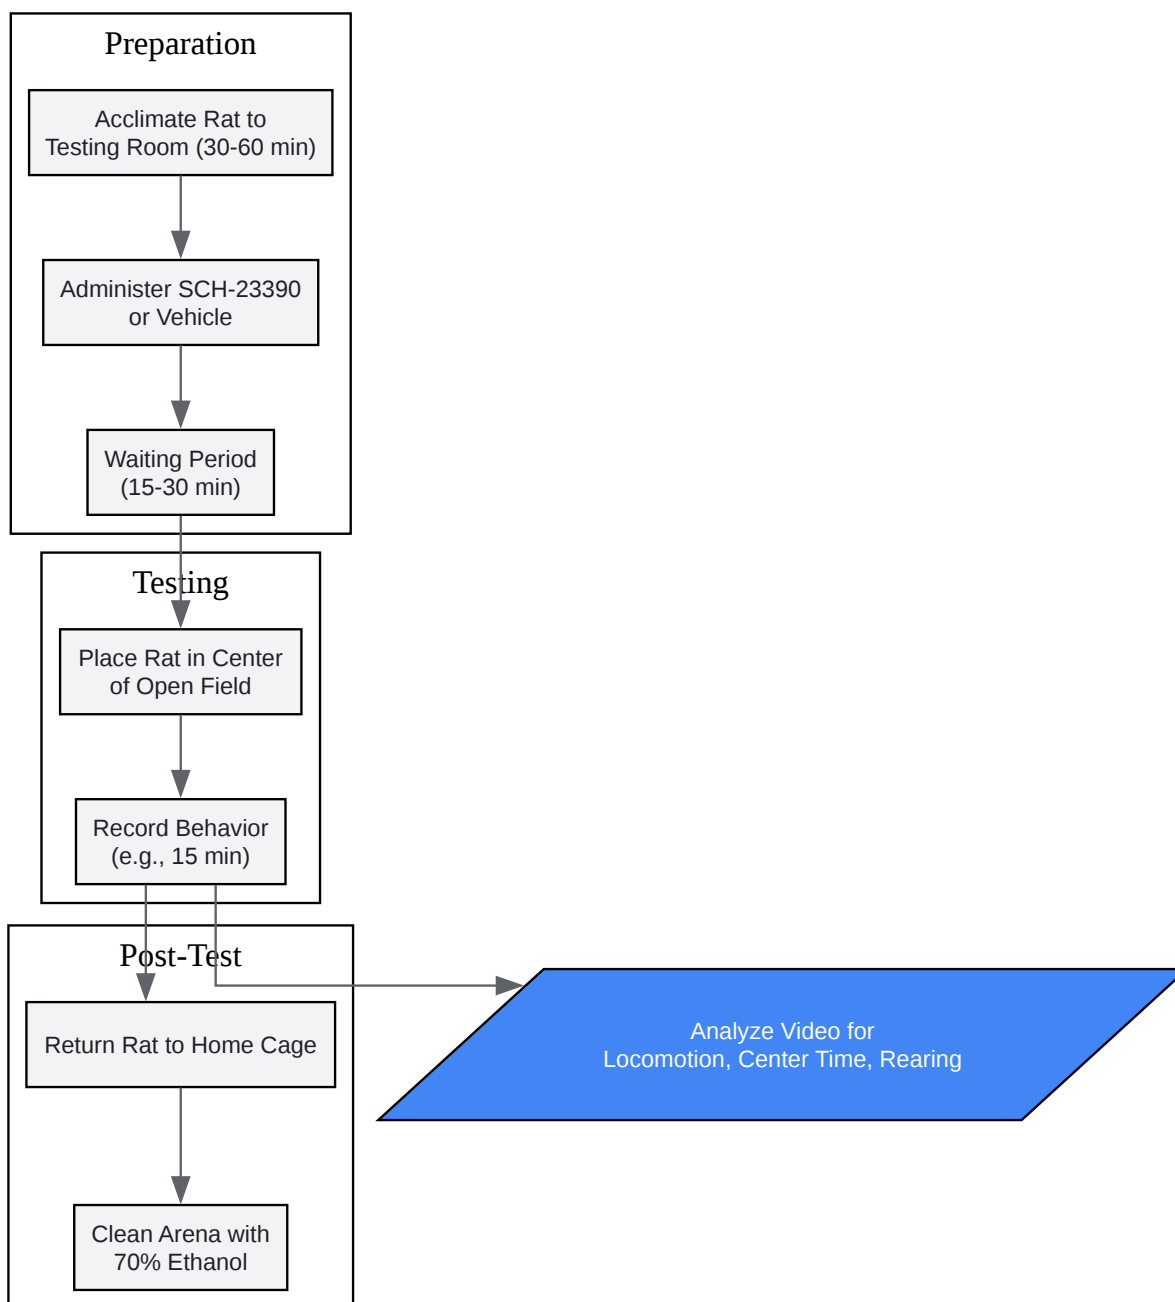 Preparation
Acclimate Rat to
Testing Room (30-60 min)
Administer SCH-23390
or Vehicle
Waiting Period
(15-30 min)
Testing
Place Rat in Center
of Open Field
Record Behavior
(e.g., 15 min)
Post-Test
Return Rat to Home Cage
Analyze Video for
Locomotion, Center Time, Rearing
Clean Arena with
70% Ethanol